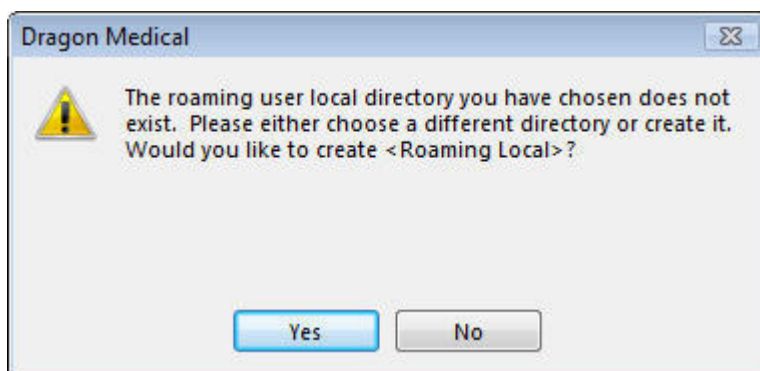 Dragon Medical
The roaming user local directory you have chosen does not
exist.  Please either choose a different directory or create it.
Would you like to create <Roaming Local>?
Yes
No